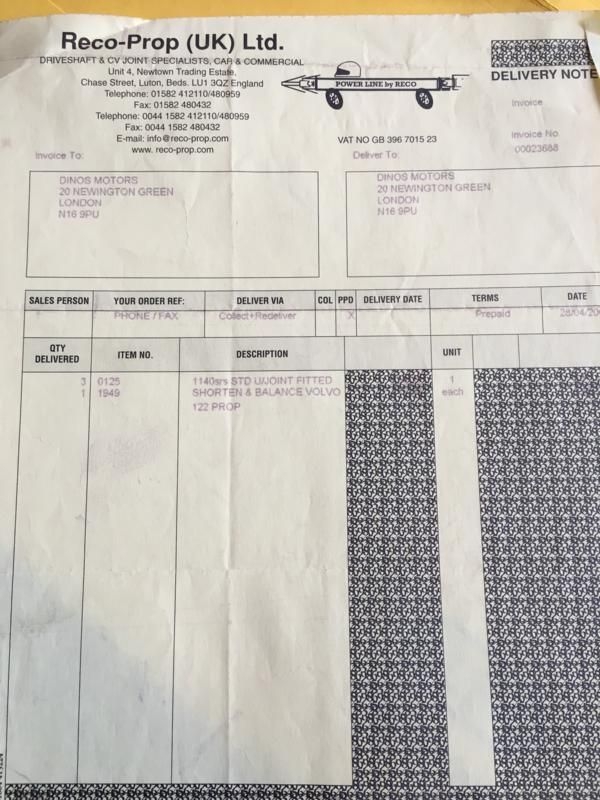 Reco-Prop (UK) Ltd.
DRIVESHAFT & CV JOINT SPECIALISTS, CAR & COMMERCIAL
Unit 4, Newtown Trading Estate,
Chase Street, Luton, Beds. LU1 3QZ England
Telephone: 01582 412110/480959
Fax: 01582 480432
Telephone: 0044 1582 412110/480959
Fax: 0044 1582 480432
E-mail: info@reco-prop.com
www. reco-prop.com
POWER LINE by RECO
VAT NO GB 396 7015 23
DELIVERY NOTE
Invoice
Invoice No
00023688
Invoice To:
DINOS MOTORS
20 NEWINGTON GREEN
LONDON
N16 9PU
Deliver To:
DINOS MOTORS
20 NEWINGTON GREEN
LONDON
N16 9PU
SALES PERSON YOUR ORDER REF: DELIVER VIA COL PPD DELIVERY DATE TERMS DATE
PHONE / FAX Collect+Redeliver X Prepaid 28/04/20
QTY DELIVERED ITEM NO. DESCRIPTION UNIT
3 0125 1140srs STD U/JOINT FITTED 1
1 1949 SHORTEN & BALANCE VOLVO each
122 PROP